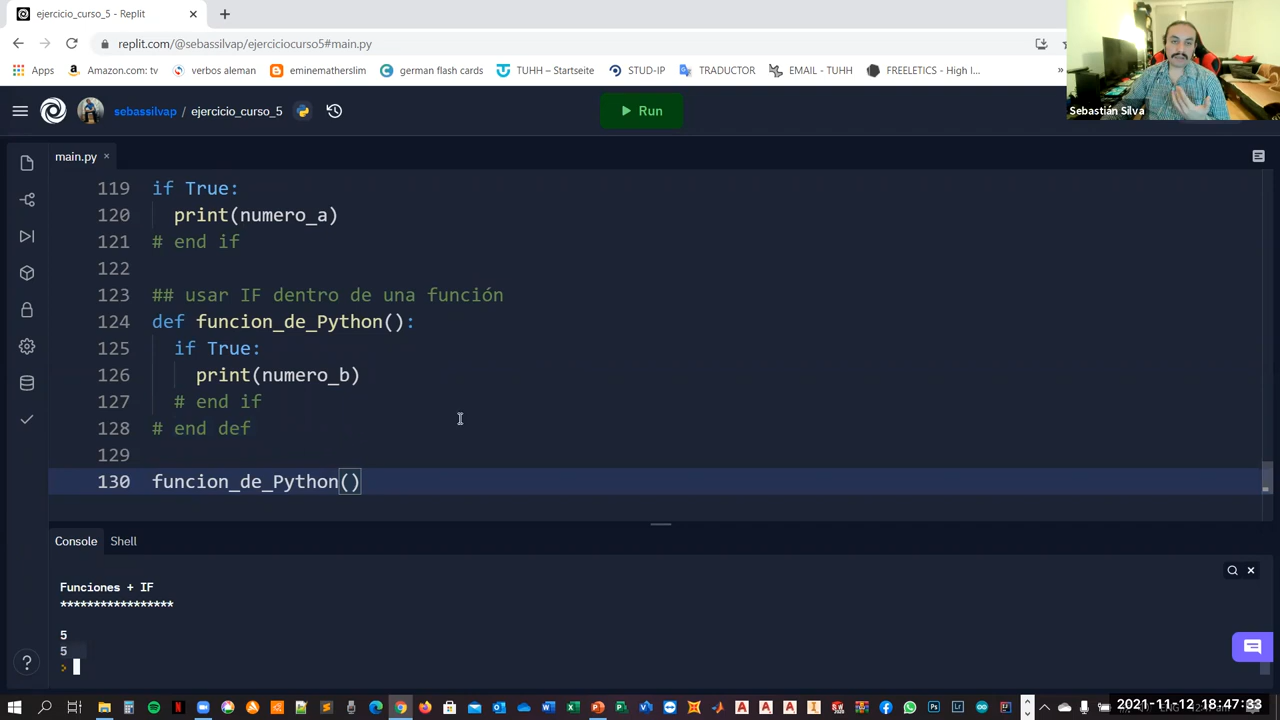 ejercicio_curso_5 - Replit
replit.com/@sebassilvap/ejerciciocurso5#main.py
Apps
Amazon.com: tv
verbos aleman
eminematherslim
german flash cards
TUHH – Startseite
STUD-IP
TRADUCTOR
EMAIL - TUHH
»
Sebastián Silva
sebassilvap / ejercicio_curso_5
Run
main.py
119 if True:
120 print(numero_a)
121 # end if
122
123 ## usar IF dentro de una función
124 def funcion_de_Python():
125 if True:
126 print(numero_b)
127 # end if
128 # end def
129
130 funcion_de_Python()
Console
Shell
Funciones + IF
*****************
5
5
>
2021-11-12 18:47:33